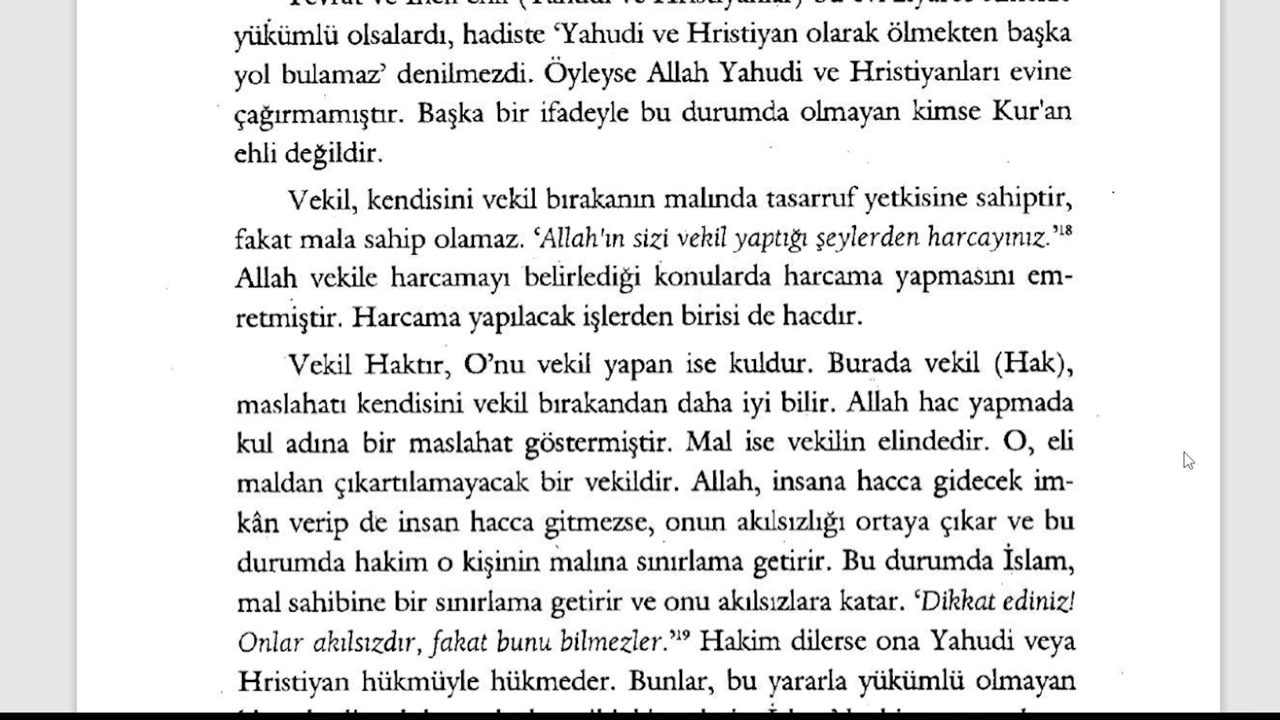 yükümlü olsalardı, hadiste ‘Yahudi ve Hristiyan olarak ölmekten başka
yol bulamaz’ denilmezdi. Öyleyse Allah Yahudi ve Hristiyanları evine
çağırmamıştır. Başka bir ifadeyle bu durumda olmayan kimse Kur'an
ehli değildir.
Vekil, kendisini vekil bırakanın malında tasarruf yetkisine sahiptir,
fakat mala sahip olamaz. ‘Allah'ın sizi vekil yaptığı şeylerden harcayınız.’18
Allah vekile harcamayı belirlediği konularda harcama yapmasını em-
retmiştir. Harcama yapılacak işlerden birisi de hacdır.
Vekil Haktır, O’nu vekil yapan ise kuldur. Burada vekil (Hak),
maslahatı kendisini vekil bırakandan daha iyi bilir. Allah hac yapmada
kul adına bir maslahat göstermiştir. Mal ise vekilin elindedir. O, eli
maldan çıkartılamayacak bir vekildir. Allah, insana hacca gidecek im-
kân verip de insan hacca gitmezse, onun akılsızlığı ortaya çıkar ve bu
durumda hakim o kişinin malına sınırlama getirir. Bu durumda İslam,
mal sahibine bir sınırlama getirir ve onu akılsızlara katar. ‘Dikkat ediniz!
Onlar akılsızdır, fakat bunu bilmezler.’19 Hakim dilerse ona Yahudi veya
Hristiyan hükmüyle hükmeder. Bunlar, bu yararla yükümlü olmayan